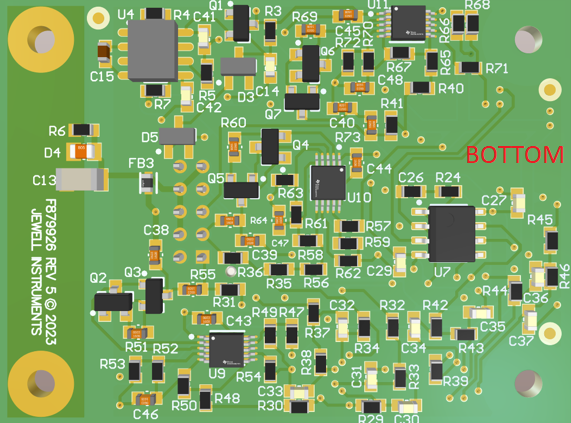 Q1
U11
U4
R4
C41
R3
R69
C45
R66
R68
R72
R70
Q6
C15
R5
D3
C14
R67
R65
R71
R7
C42
Q7
C48
R40
C40
R41
R6
D5
R60
R73
BOTTOM
D4
Q4
C44
FB3
C13
Q5
R63
U10
C26
R24
C27
F879926 REV 5 © 2023
JEWELL INSTRUMENTS
R64
R61
R57
R45
C38
C47
R59
C39
R58
R36
R62
C29
U7
R46
Q2
Q3
R55
R35
R56
R44
C36
R31
C35
C37
R51
C43
R49
R47
R37
C32
R32
R42
R34
C34
R43
R53
R52
U9
R54
R38
C31
R33
R39
C46
R50
R48
C33
R30
R29
C30